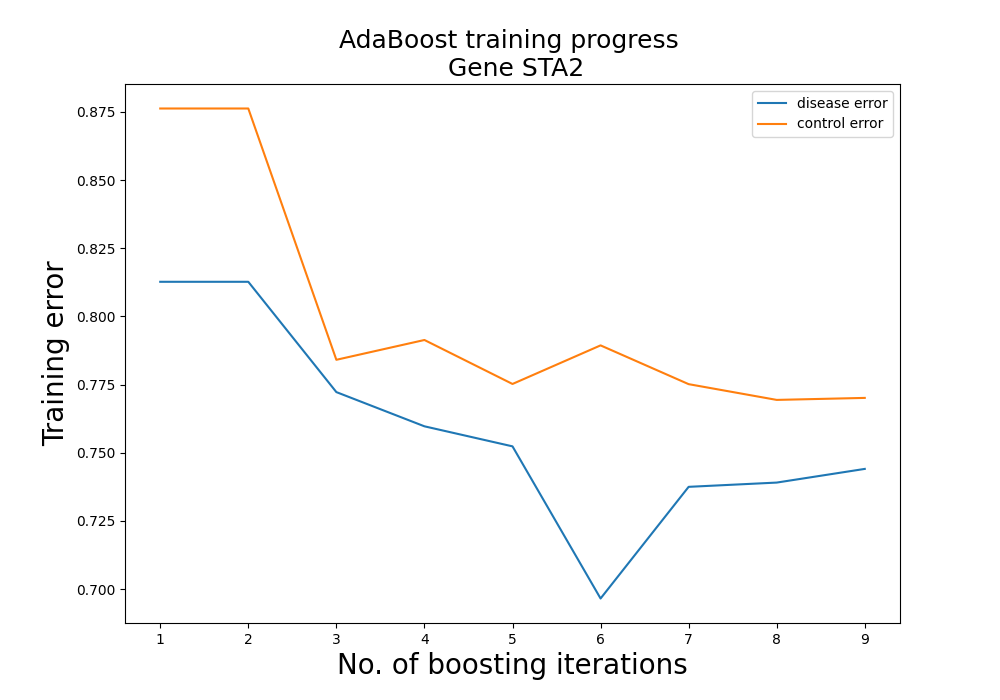 AdaBoost training progress
Gene STA2
disease error
control error
Training error
0.875
0.850
0.825
0.800
0.775
0.750
0.725
0.700
1 2 3 4 5 6 7 8 9
No. of boosting iterations